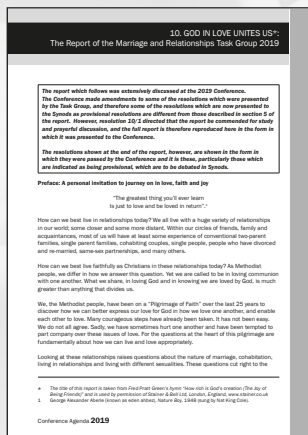 10. GOD IN LOVE UNITES US*:
The Report of the Marriage and Relationships Task Group 2019
The report which follows was extensively discussed at the 2019 Conference.
The Conference made amendments to some of the resolutions which were presented
by the Task Group, and therefore some of the resolutions which are now presented to
the Synods as provisional resolutions are different from those described in section 5 of
the report. However, resolution 10/1 directed that the report be commended for study
and prayerful discussion, and the full report is therefore reproduced here in the form in
which it was presented to the Conference.
The resolutions shown at the end of the report, however, are shown in the form in
which they were passed by the Conference and it is these, particularly those which
are indicated as being provisional, which are to be debated in Synods.
Preface: A personal invitation to journey on in love, faith and joy
"The greatest thing you'll ever learn
Is just to love and be loved in return".¹
How can we best live in relationships today? We all live with a huge variety of relationships
in our world; some closer and some more distant. Within our circles of friends, family and
acquaintances, most of us will have at least some experience of conventional two-parent
families, single parent families, cohabiting couples, single people, people who have divorced
and re-married, same-sex partnerships, and many others.
How can we best live faithfully as Christians in these relationships today? As Methodist
people, we differ in how we answer this question. Yet we are called to be in loving communion
with one another. What we share, in loving God and in knowing we are loved by God, is much
greater than anything that divides us.
We, the Methodist people, have been on a "Pilgrimage of Faith" over the last 25 years to
discover how we can better express our love for God in how we love one another, and enable
each other to love. Many courageous steps have already been taken. It has not been easy.
We do not all agree. Sadly, we have sometimes hurt one another and have been tempted to
part company over these issues of love. For the questions at the heart of this pilgrimage are
fundamentally about how we can live and love appropriately.
Looking at these relationships raises questions about the nature of marriage, cohabitation,
living in relationships and living with different sexualities. These questions cut right to the
* The title of this report is taken from Fred Pratt Green's hymn "How rich is God's creation (The Joy of
Being Friends)" and is used by permission of Stainer & Bell Ltd, London, England, www.stainer.co.uk
1 George Alexander Aberle (known as eden ahbez), Nature Boy, 1948 (sung by Nat King Cole).
Conference Agenda 2019